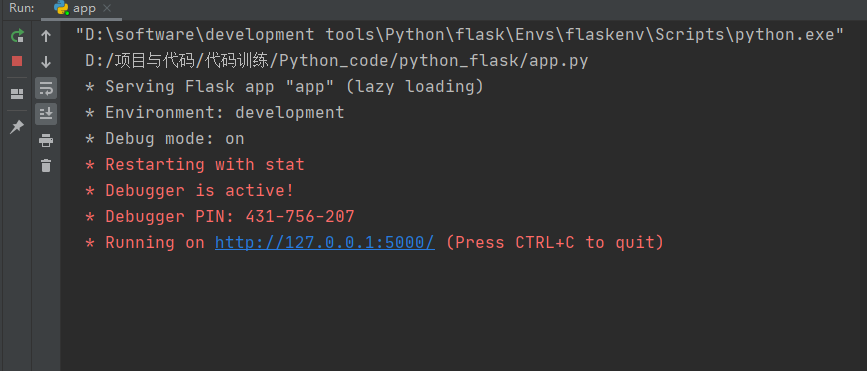 Run: app
"D:\software\development tools\Python\flask\Envs\flaskenv\Scripts\python.exe"
D:/项目与代码/代码训练/Python_code/python_flask/app.py
* Serving Flask app "app" (lazy loading)
* Environment: development
* Debug mode: on
* Restarting with stat
* Debugger is active!
* Debugger PIN: 431-756-207
* Running on http://127.0.0.1:5000/ (Press CTRL+C to quit)